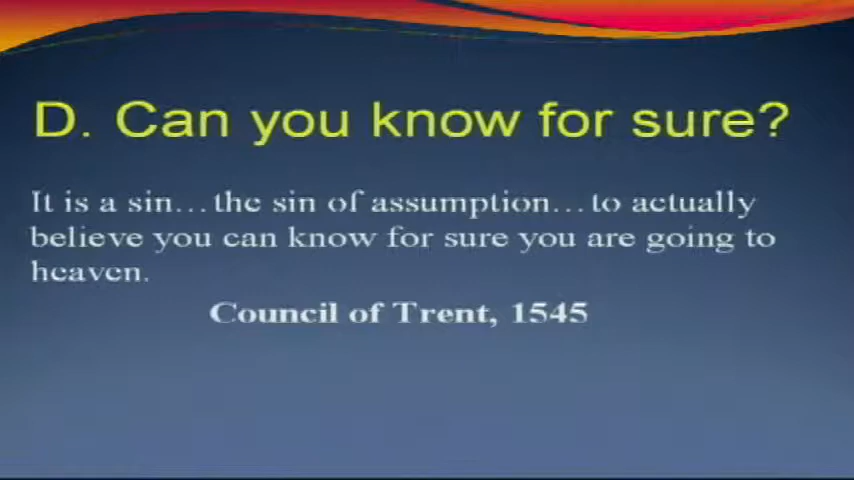 D. Can you know for sure?
It is a sin…the sin of assumption…to actually
believe you can know for sure you are going to
heaven.
Council of Trent, 1545